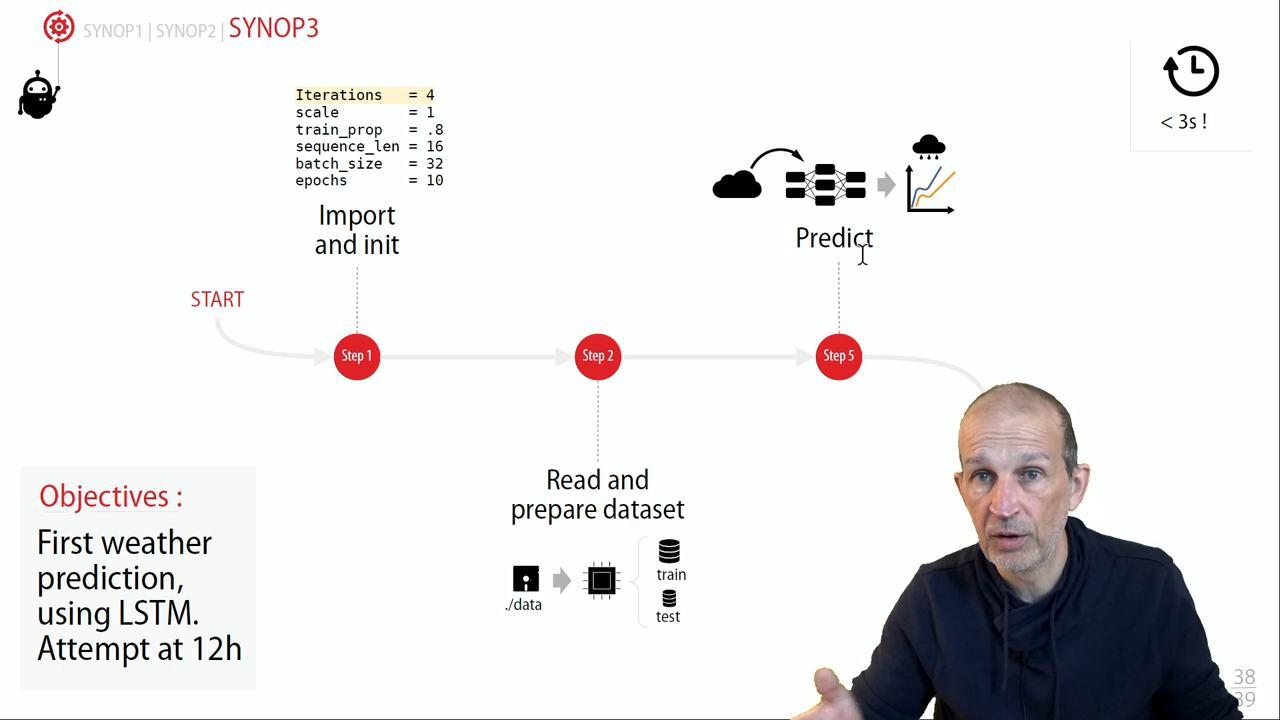 SYNOP1 | SYNOP2 | SYNOP3
< 3s !
Iterations = 4
scale = 1
train_prop = .8
sequence_len = 16
batch_size = 32
epochs = 10
Import
and init
Predict
START
Step 1
Step 2
Step 5
Read and
prepare dataset
./data
train
test
Objectives :
First weather
prediction,
using LSTM.
Attempt at 12h
38
39